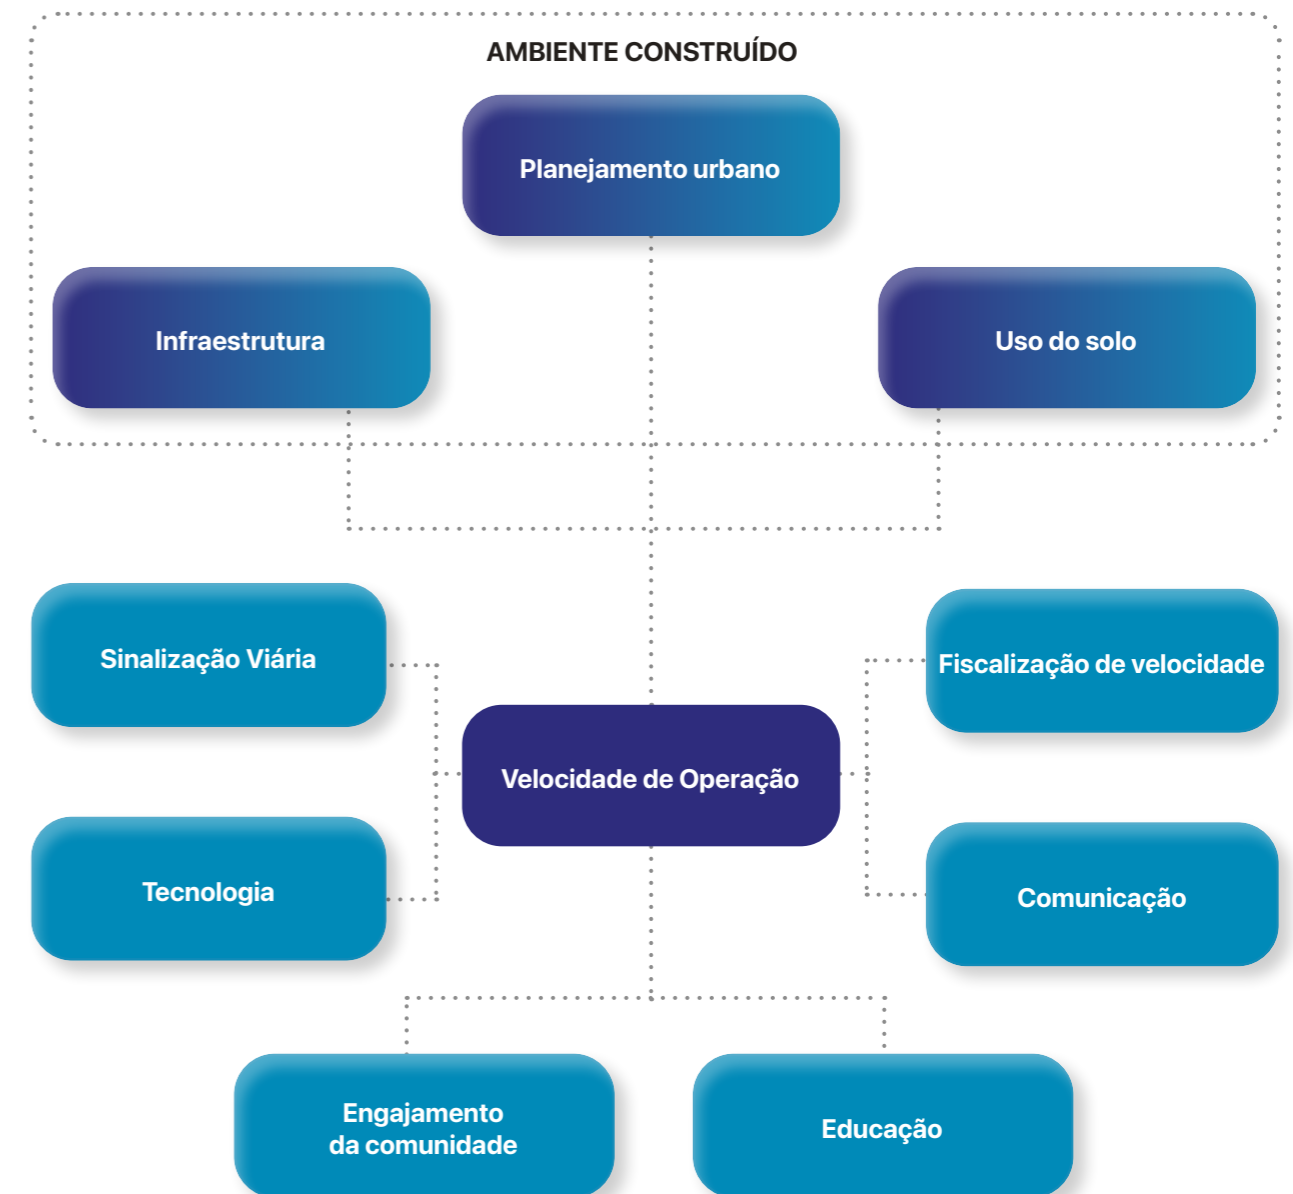 AMBIENTE CONSTRUÍDO
Planejamento urbano
Infraestrutura
Uso do solo
Sinalização Viária
Fiscalização de velocidade
Velocidade de Operação
Tecnologia
Comunicação
Engajamento
da comunidade
Educação